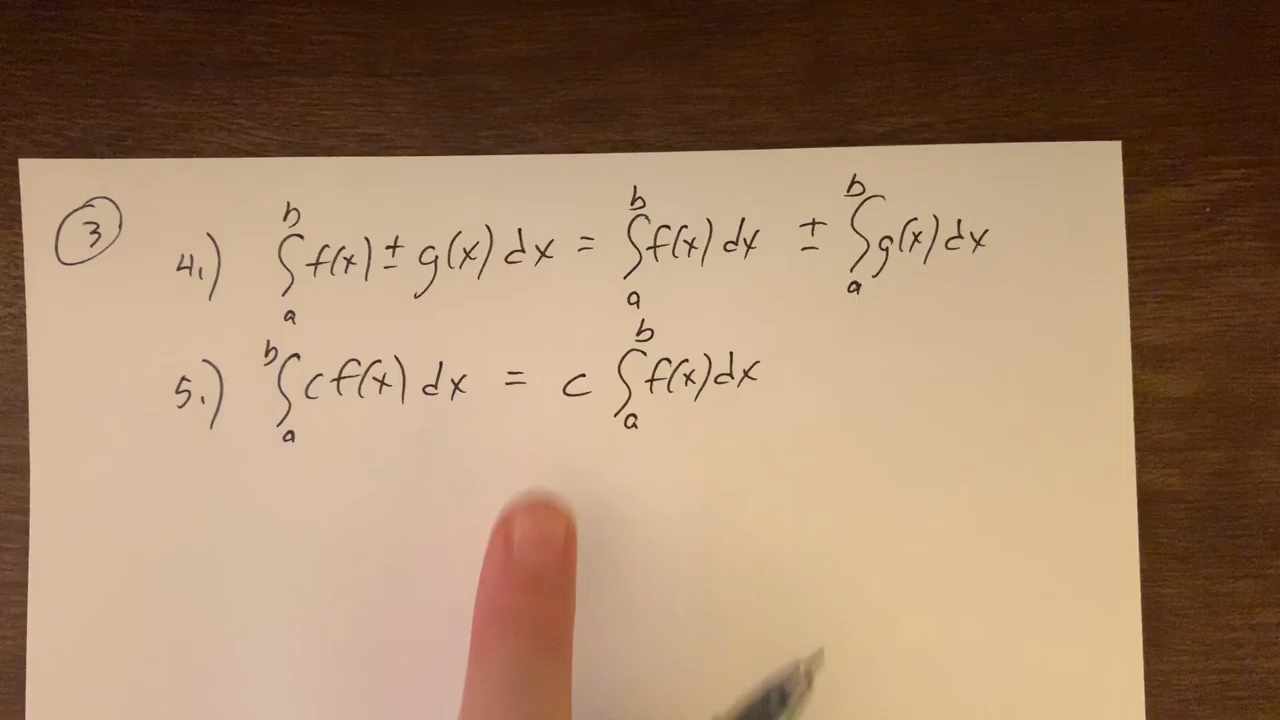 ③ 4.) ∫ₐᵇ f(x) ± g(x) dx = ∫ₐᵇ f(x) dx ± ∫ₐᵇ g(x) dx
5.) ∫ₐᵇ c f(x) dx = c ∫ₐᵇ f(x) dx